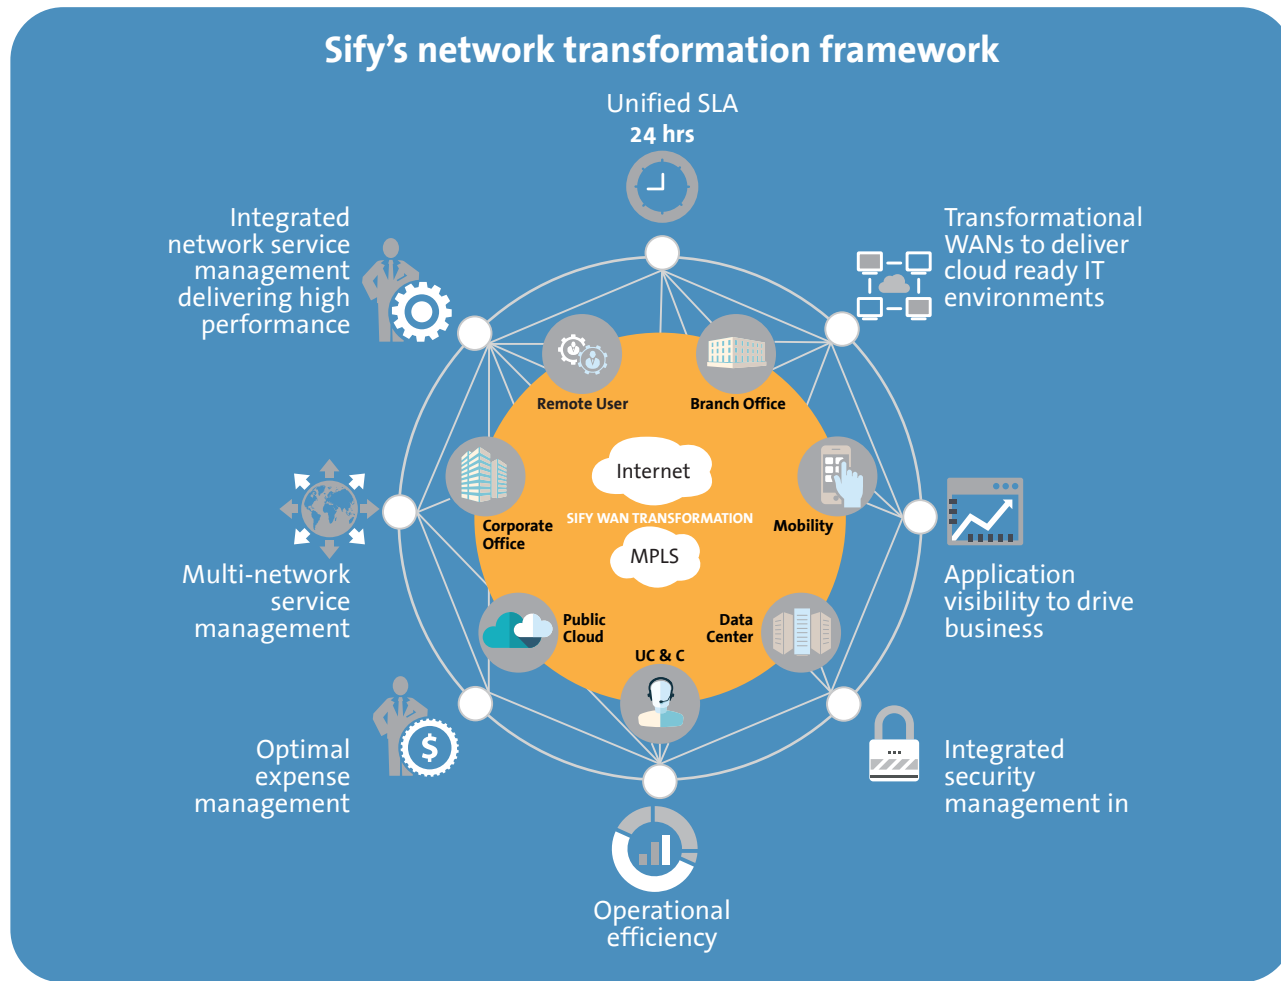 Sify’s network transformation framework
Unified SLA
24 hrs
Integrated
network service
management
delivering high
performance
Transformational
WANs to deliver
cloud ready IT
environments
Remote User
Branch Office
Internet
SIFY WAN TRANSFORMATION
MPLS
Corporate
Office
Mobility
Multi-network
service
management
Application
visibility to drive
business
Public
Cloud
Data
Center
UC & C
Optimal
expense
management
$
Integrated
security
management in
Operational
efficiency